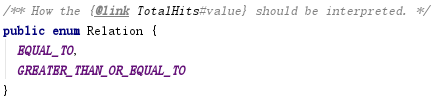 /** How the {@link TotalHits#value} should be interpreted. */
public enum Relation {
EQUAL_TO,
GREATER_THAN_OR_EQUAL_TO
}